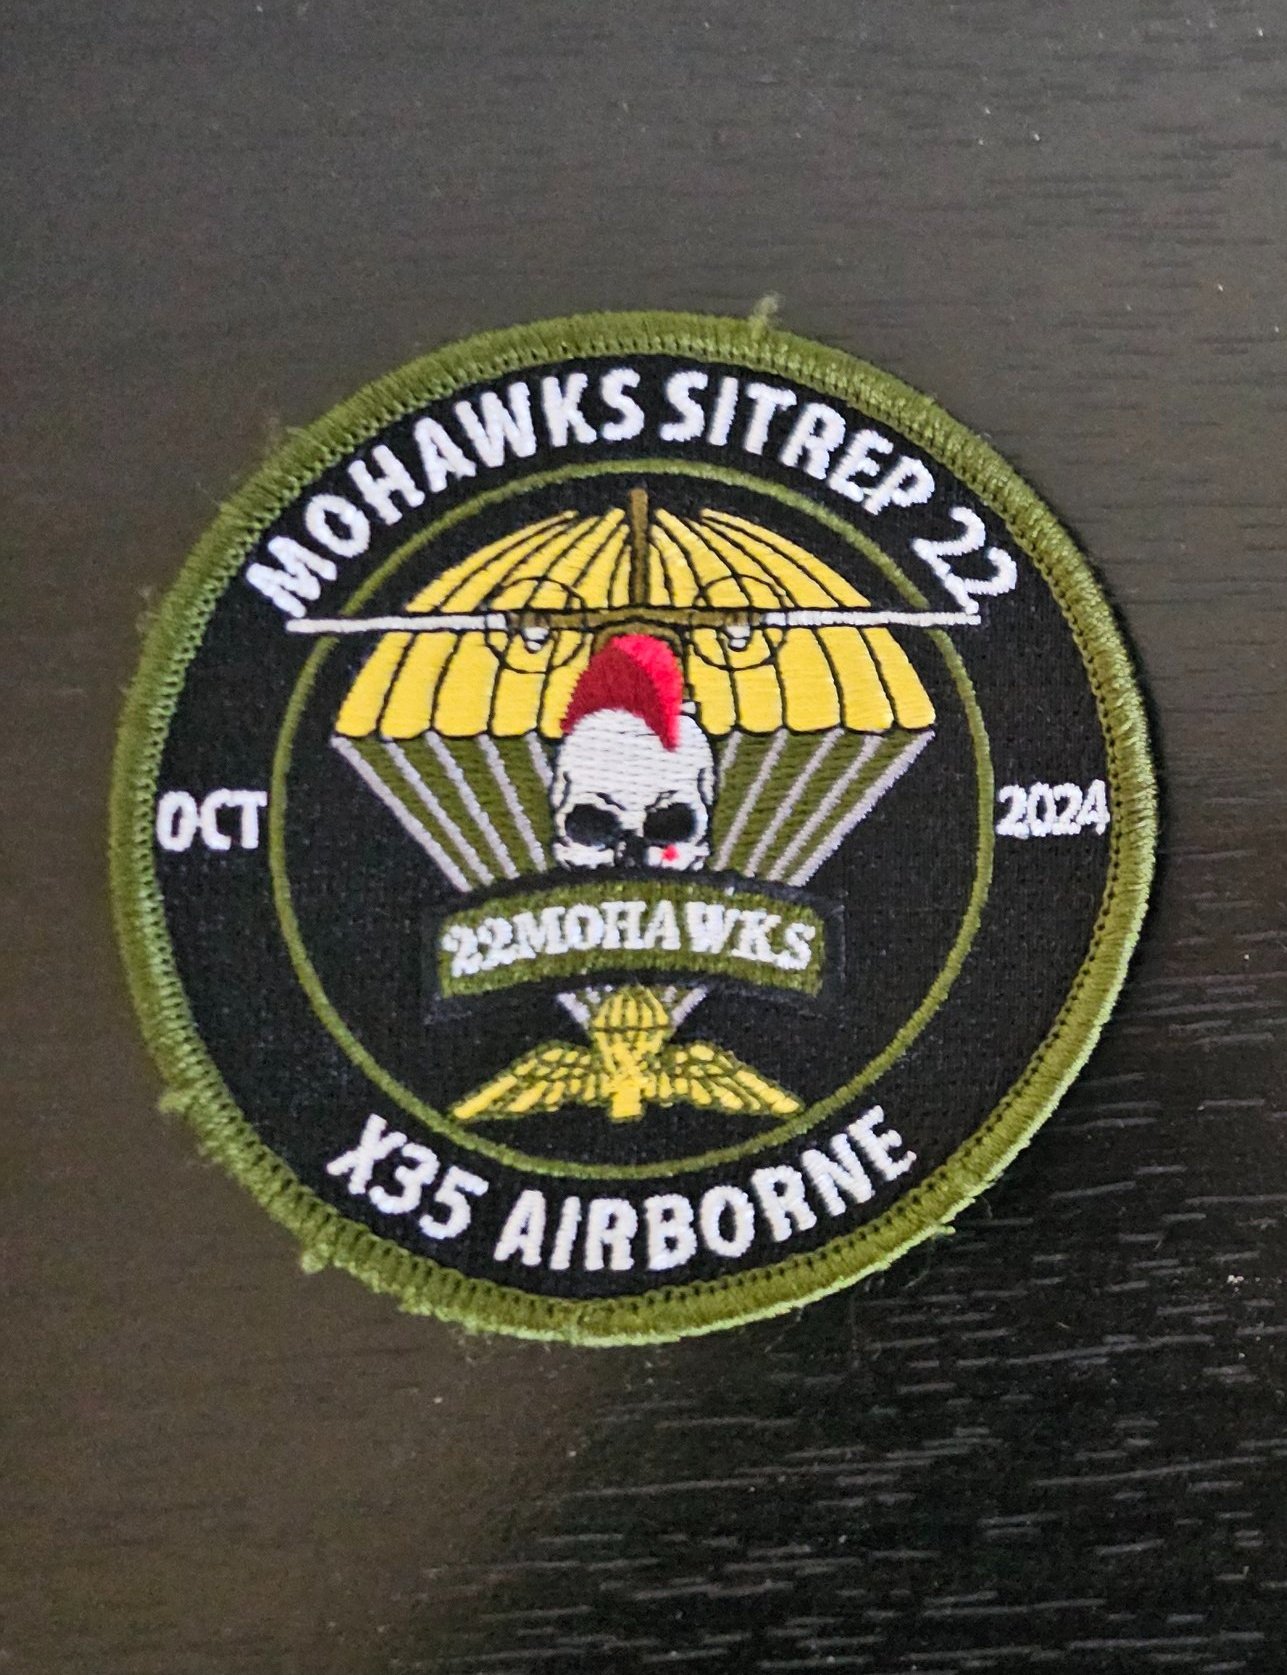 MOHAWKS SITREP 22
OCT
2024
22MOHAWKS
X35 AIRBORNE